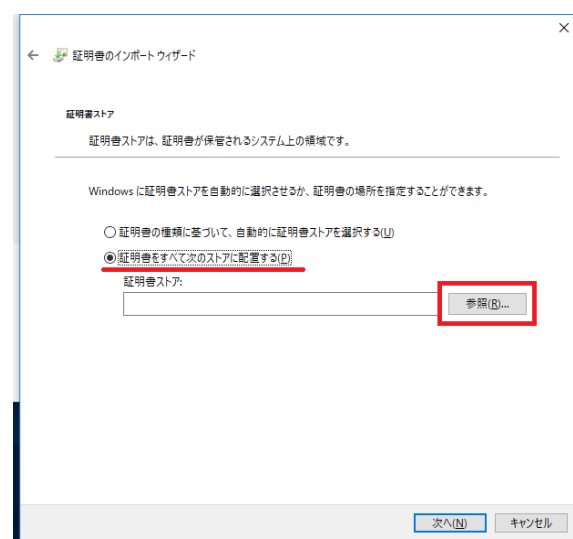 証明書のインポート ウィザード
証明書ストア
証明書ストアは、証明書が保管されるシステム上の領域です。
Windows に証明書ストアを自動的に選択させるか、証明書の場所を指定することができます。
証明書の種類に基づいて、自動的に証明書ストアを選択する(U)
証明書をすべて次のストアに配置する(P)
証明書ストア:
参照(R)...
次へ(N) キャンセル